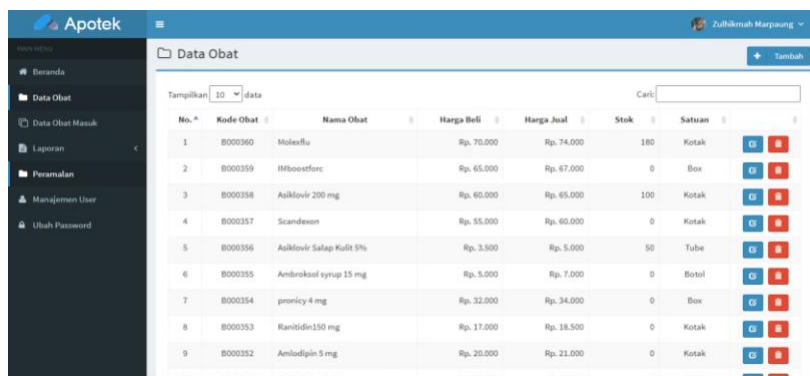 Apotek
Zulhikmah Marpaung
MAIN MENU
Data Obat
Tambah
Beranda
Data Obat
Data Obat Masuk
Laporan
Peramalan
Manajemen User
Ubah Password
Tampilkan 10 data
Cari:
No. Kode Obat Nama Obat Harga Beli Harga Jual Stok Satuan
1 B000360 Molexflu Rp. 70.000 Rp. 74.000 180 Kotak
2 B000359 IMboostforc Rp. 65.000 Rp. 67.000 0 Box
3 B000358 Asiklovir 200 mg Rp. 60.000 Rp. 65.000 100 Kotak
4 B000357 Scandexon Rp. 55.000 Rp. 60.000 0 Kotak
5 B000356 Asiklovir Salap Kulit 5% Rp. 3.500 Rp. 5.000 50 Tube
6 B000355 Ambroksol syrup 15 mg Rp. 5.000 Rp. 7.000 0 Botol
7 B000354 pronicy 4 mg Rp. 32.000 Rp. 34.000 0 Box
8 B000353 Ranitidin150 mg Rp. 17.000 Rp. 18.500 0 Kotak
9 B000352 Amlodipin 5 mg Rp. 20.000 Rp. 21.000 0 Kotak